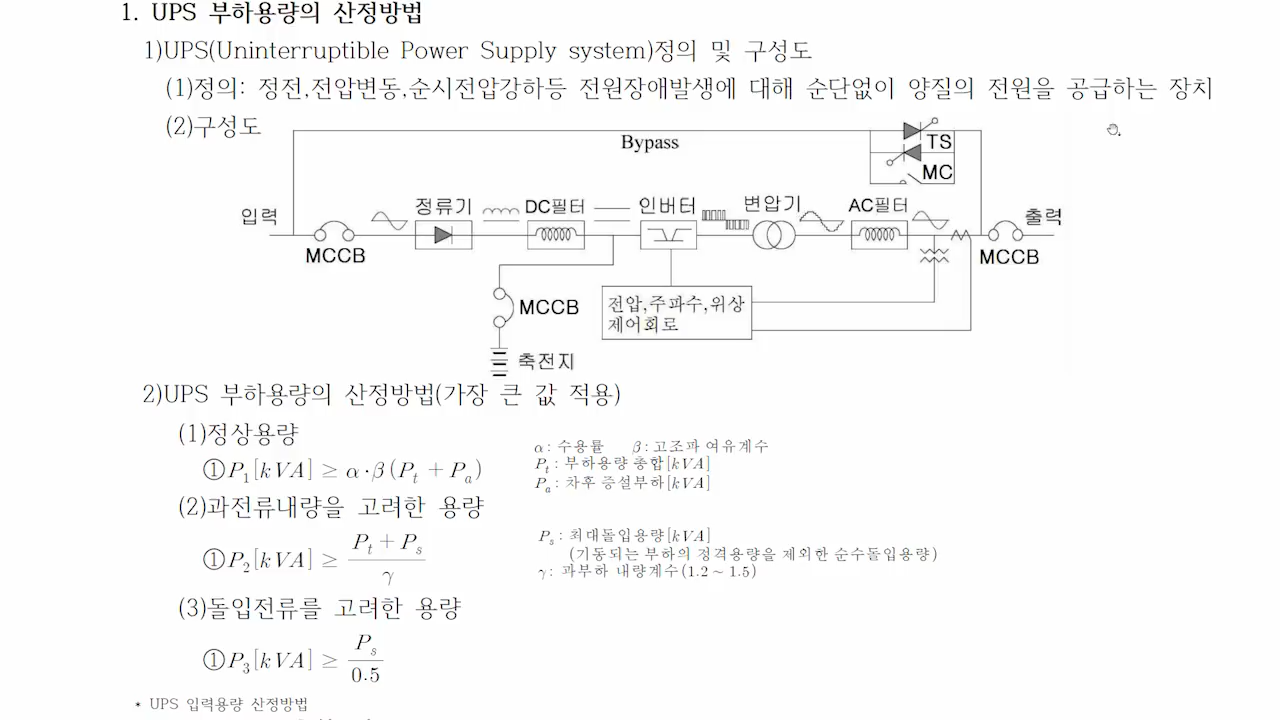 1. UPS 부하용량의 산정방법
1)UPS(Uninterruptible Power Supply system)정의 및 구성도
(1)정의: 정전,전압변동,순시전압강하등 전원장애발생에 대해 순단없이 양질의 전원을 공급하는 장치
(2)구성도
Bypass
TS
MC
입력
정류기
DC필터
인버터
변압기
AC필터
출력
MCCB
MCCB
MCCB
전압,주파수,위상
제어회로
축전지
2)UPS 부하용량의 산정방법(가장 큰 값 적용)
(1)정상용량
①P₁[kVA] ≥ α·β(Pₜ + Pₐ)
α: 수용률 β: 고조파 여유계수
Pₜ: 부하용량 총합[kVA]
Pₐ: 차후 증설부하[kVA]
(2)과전류내량을 고려한 용량
①P₂[kVA] ≥ (Pₜ + Pₛ)/γ
Pₛ: 최대돌입용량[kVA]
(기동되는 부하의 정격용량을 제외한 순수돌입용량)
γ: 과부하 내량계수(1.2 ~ 1.5)
(3)돌입전류를 고려한 용량
①P₃[kVA] ≥ Pₛ/0.5
* UPS 입력용량 산정방법